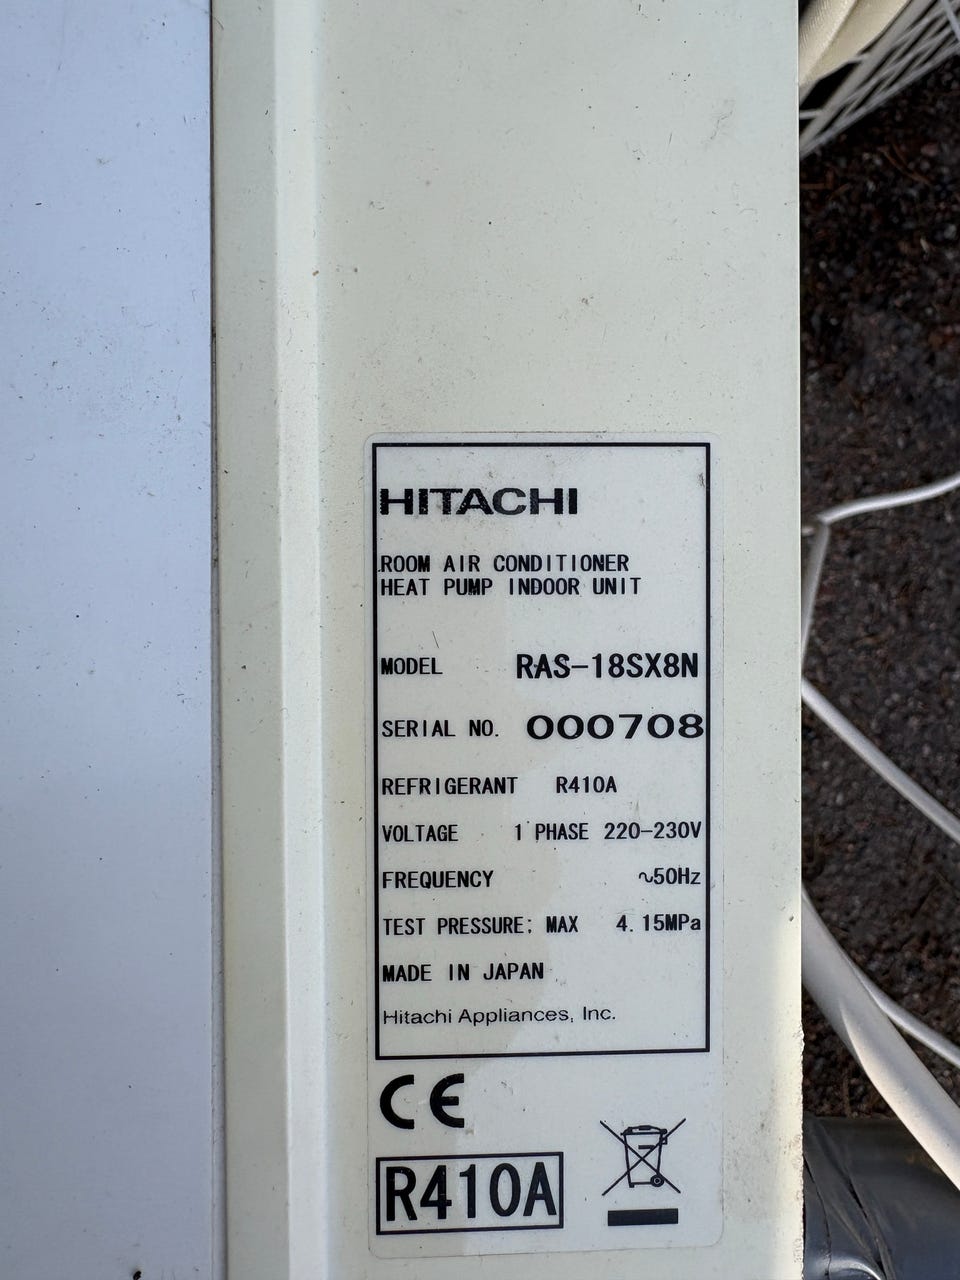 HITACHI
ROOM AIR CONDITIONER
HEAT PUMP INDOOR UNIT
MODEL RAS-18SX8N
SERIAL NO. 000708
REFRIGERANT R410A
VOLTAGE 1 PHASE 220-230V
FREQUENCY ~50Hz
TEST PRESSURE: MAX 4.15MPa
MADE IN JAPAN
Hitachi Appliances, Inc.
CE
R410A